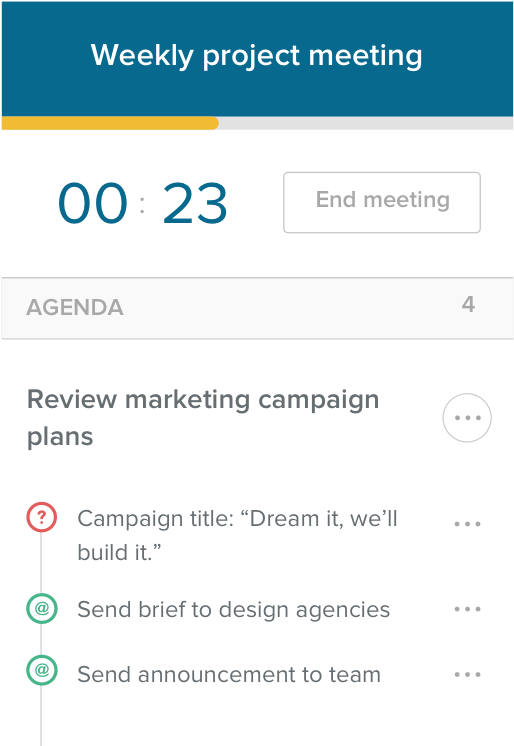 Weekly project meeting
00 : 23
End meeting
AGENDA
4
Review marketing campaign
plans
?
Campaign title: “Dream it, we’ll
build it.”
@
Send brief to design agencies
@
Send announcement to team